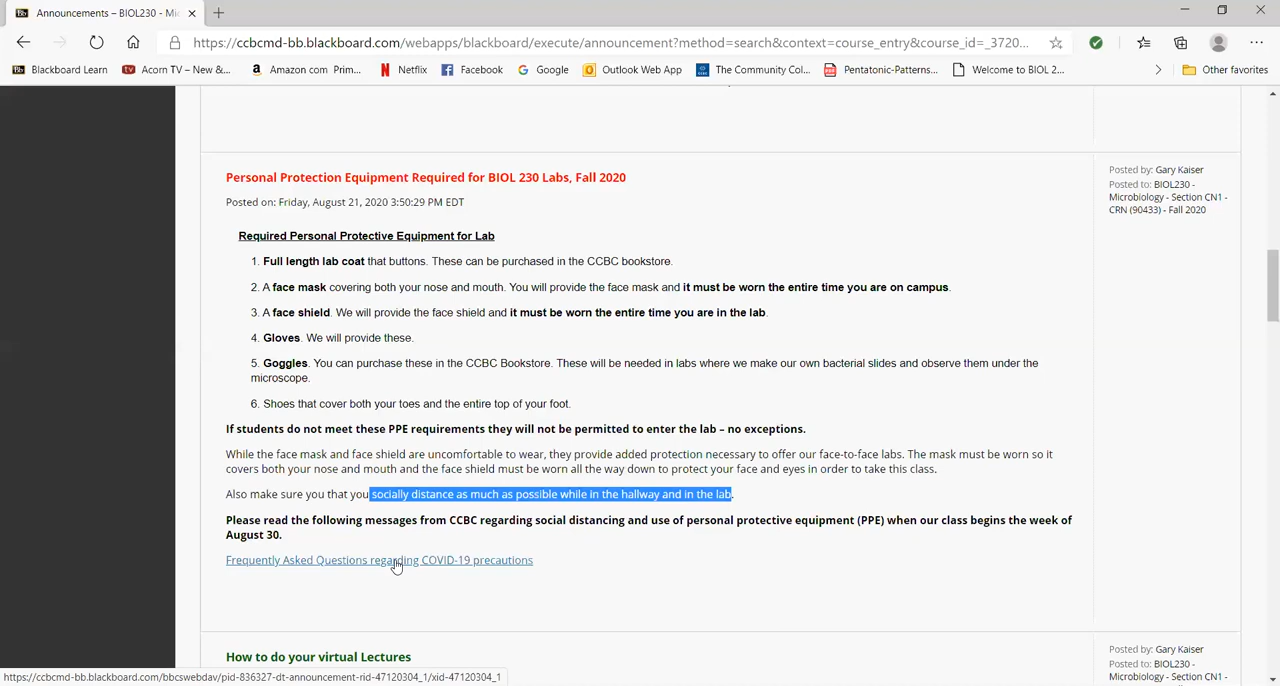 Announcements – BIOL230 - Mic
https://ccbcmd-bb.blackboard.com/webapps/blackboard/execute/announcement?method=search&context=course_entry&course_id=_3720...
Blackboard Learn
Acorn TV – New &...
Amazon com Prim...
Netflix
Facebook
Google
Outlook Web App
The Community Col...
Pentatonic-Patterns...
Welcome to BIOL 2...
Other favorites
Personal Protection Equipment Required for BIOL 230 Labs, Fall 2020
Posted on: Friday, August 21, 2020 3:50:29 PM EDT
Required Personal Protective Equipment for Lab
1. Full length lab coat that buttons. These can be purchased in the CCBC bookstore.
2. A face mask covering both your nose and mouth. You will provide the face mask and it must be worn the entire time you are on campus.
3. A face shield. We will provide the face shield and it must be worn the entire time you are in the lab.
4. Gloves. We will provide these.
5. Goggles. You can purchase these in the CCBC Bookstore. These will be needed in labs where we make our own bacterial slides and observe them under the
microscope.
6. Shoes that cover both your toes and the entire top of your foot.
If students do not meet these PPE requirements they will not be permitted to enter the lab – no exceptions.
While the face mask and face shield are uncomfortable to wear, they provide added protection necessary to offer our face-to-face labs. The mask must be worn so it
covers both your nose and mouth and the face shield must be worn all the way down to protect your face and eyes in order to take this class.
Also make sure you that you socially distance as much as possible while in the hallway and in the lab.
Please read the following messages from CCBC regarding social distancing and use of personal protective equipment (PPE) when our class begins the week of
August 30.
Frequently Asked Questions regarding COVID-19 precautions
Posted by: Gary Kaiser
Posted to: BIOL230 -
Microbiology - Section CN1 -
CRN (90433) - Fall 2020
How to do your virtual Lectures
Posted by: Gary Kaiser
Posted to: BIOL230 -
Microbiology - Section CN1 -
https://ccbcmd-bb.blackboard.com/bbcswebdav/pid-836327-dt-announcement-rid-47120304_1/xid-47120304_1